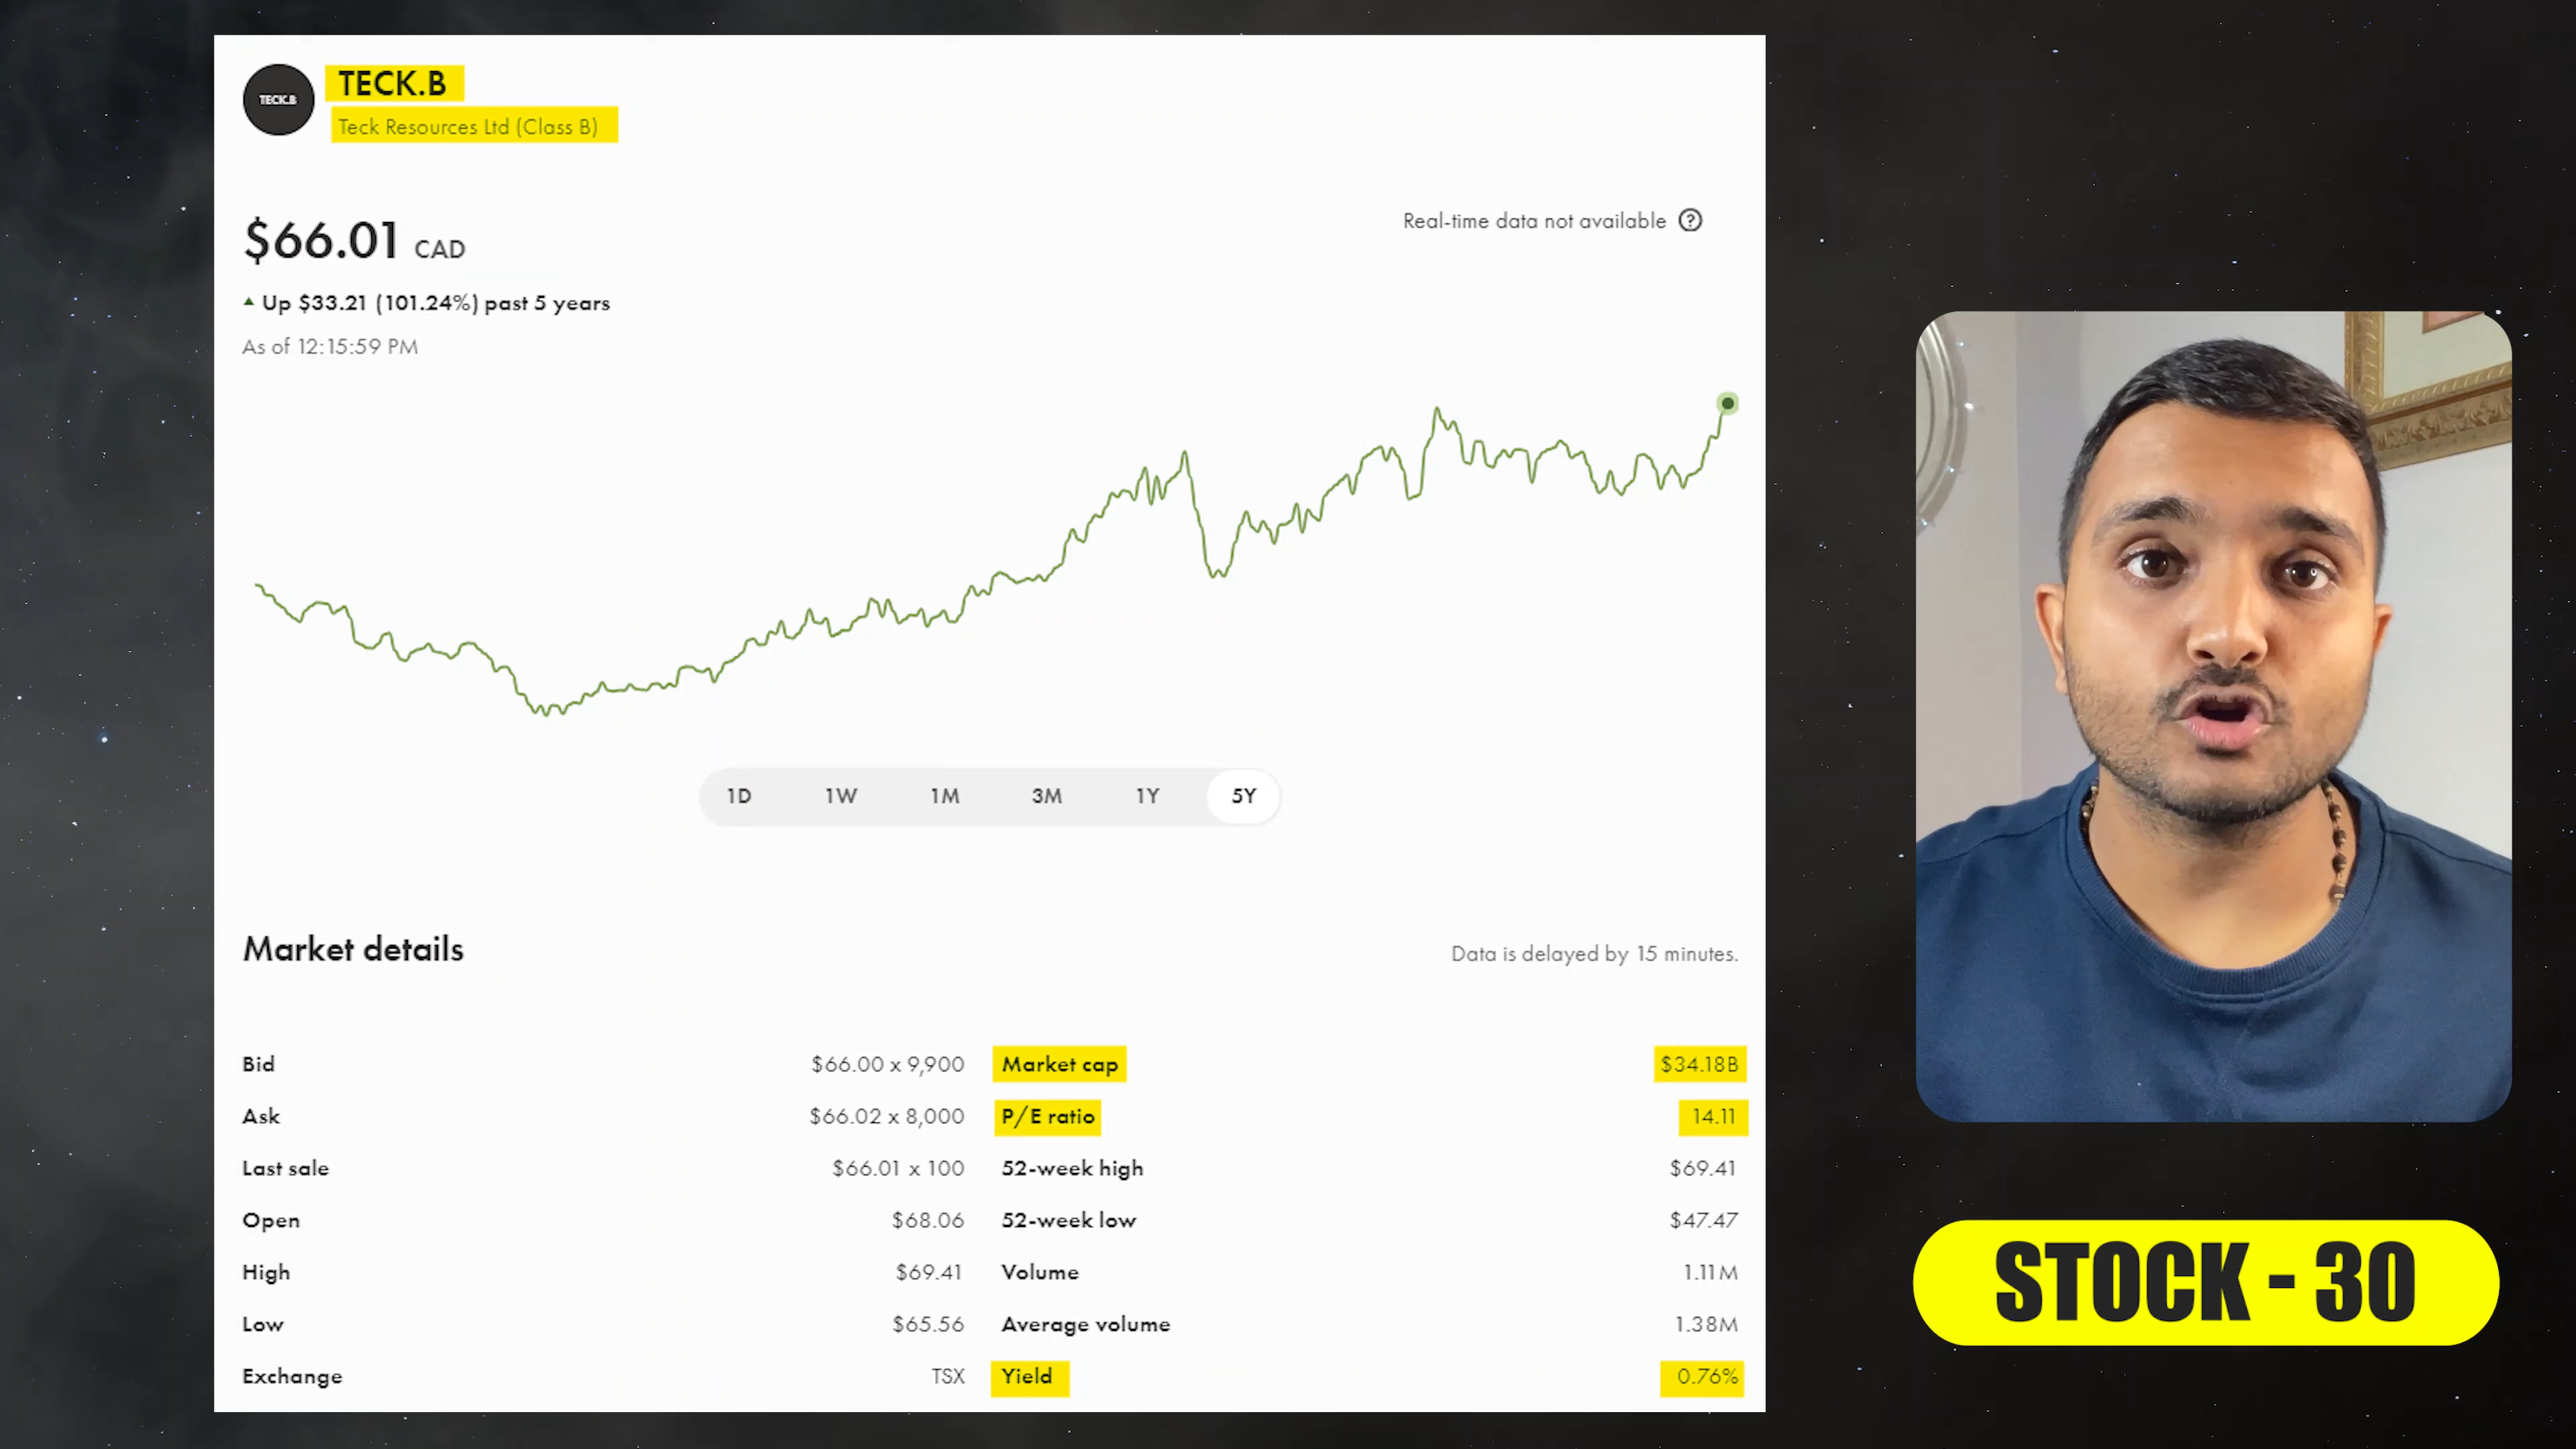 TECK.B
TECK.B
Teck Resources Ltd (Class B)
$66.01 CAD
Real-time data not available ?
Up $33.21 (101.24%) past 5 years
As of 12:15:59 PM
1D 1W 1M 3M 1Y 5Y
Market details
Data is delayed by 15 minutes.
Bid $66.00 x 9,900 Market cap $34.18B
Ask $66.02 x 8,000 P/E ratio 14.11
Last sale $66.01 x 100 52-week high $69.41
Open $68.06 52-week low $47.47
High $69.41 Volume 1.11M
Low $65.56 Average volume 1.38M
Exchange TSX Yield 0.76%
STOCK - 30